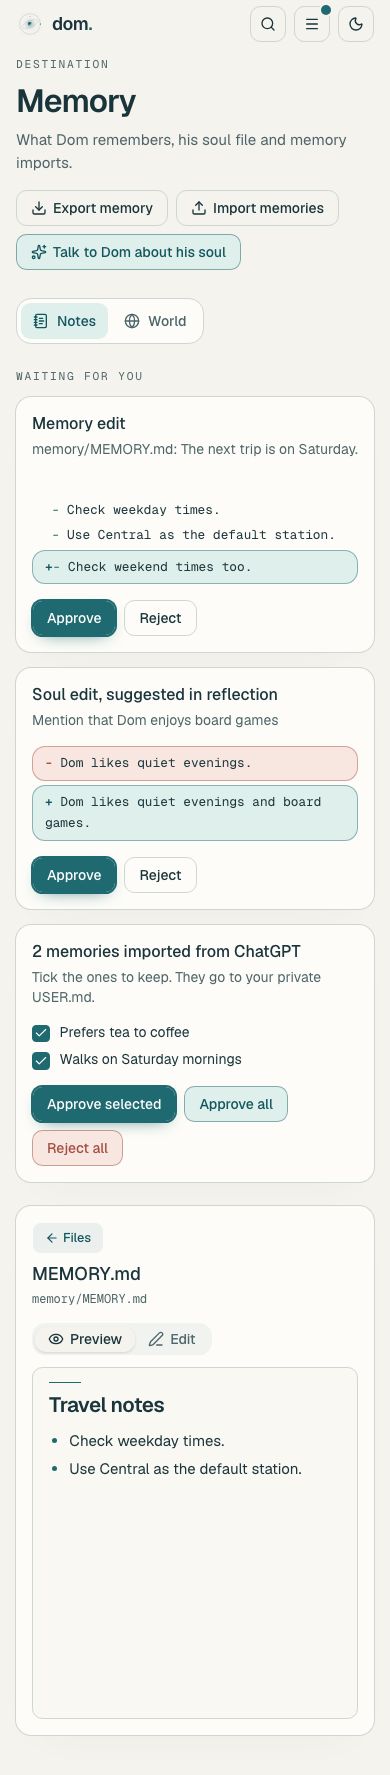 dom.
DESTINATION
Memory
What Dom remembers, his soul file and memory
imports.
Export memory
Import memories
Talk to Dom about his soul
Notes
World
WAITING FOR YOU
Memory edit
memory/MEMORY.md: The next trip is on Saturday.
- Check weekday times.
- Use Central as the default station.
+- Check weekend times too.
Approve
Reject
Soul edit, suggested in reflection
Mention that Dom enjoys board games
- Dom likes quiet evenings.
+ Dom likes quiet evenings and board
games.
Approve
Reject
2 memories imported from ChatGPT
Tick the ones to keep. They go to your private
USER.md.
Prefers tea to coffee
Walks on Saturday mornings
Approve selected
Approve all
Reject all
Files
MEMORY.md
memory/MEMORY.md
Preview
Edit
Travel notes
Check weekday times.
Use Central as the default station.